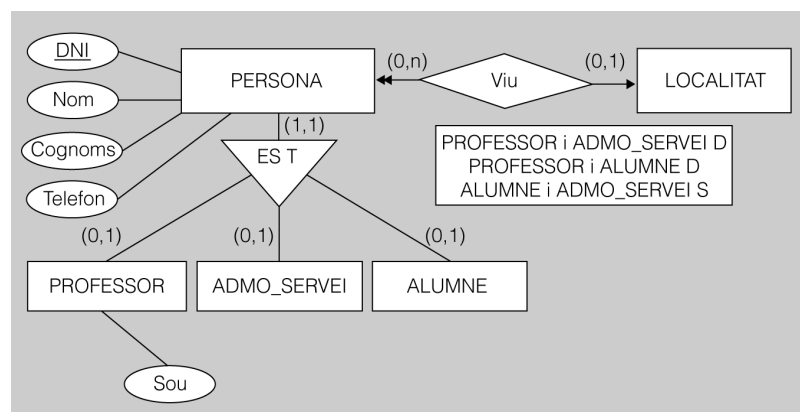 DNI
Nom
Cognoms
Telefon
PERSONA
(0,n)
Viu
(0,1)
LOCALITAT
PROFESSOR i ADMO_SERVEI D
PROFESSOR i ALUMNE D
ALUMNE i ADMO_SERVEI S
(1,1)
ES T
(0,1)
(0,1)
(0,1)
PROFESSOR
ADMO_SERVEI
ALUMNE
Sou